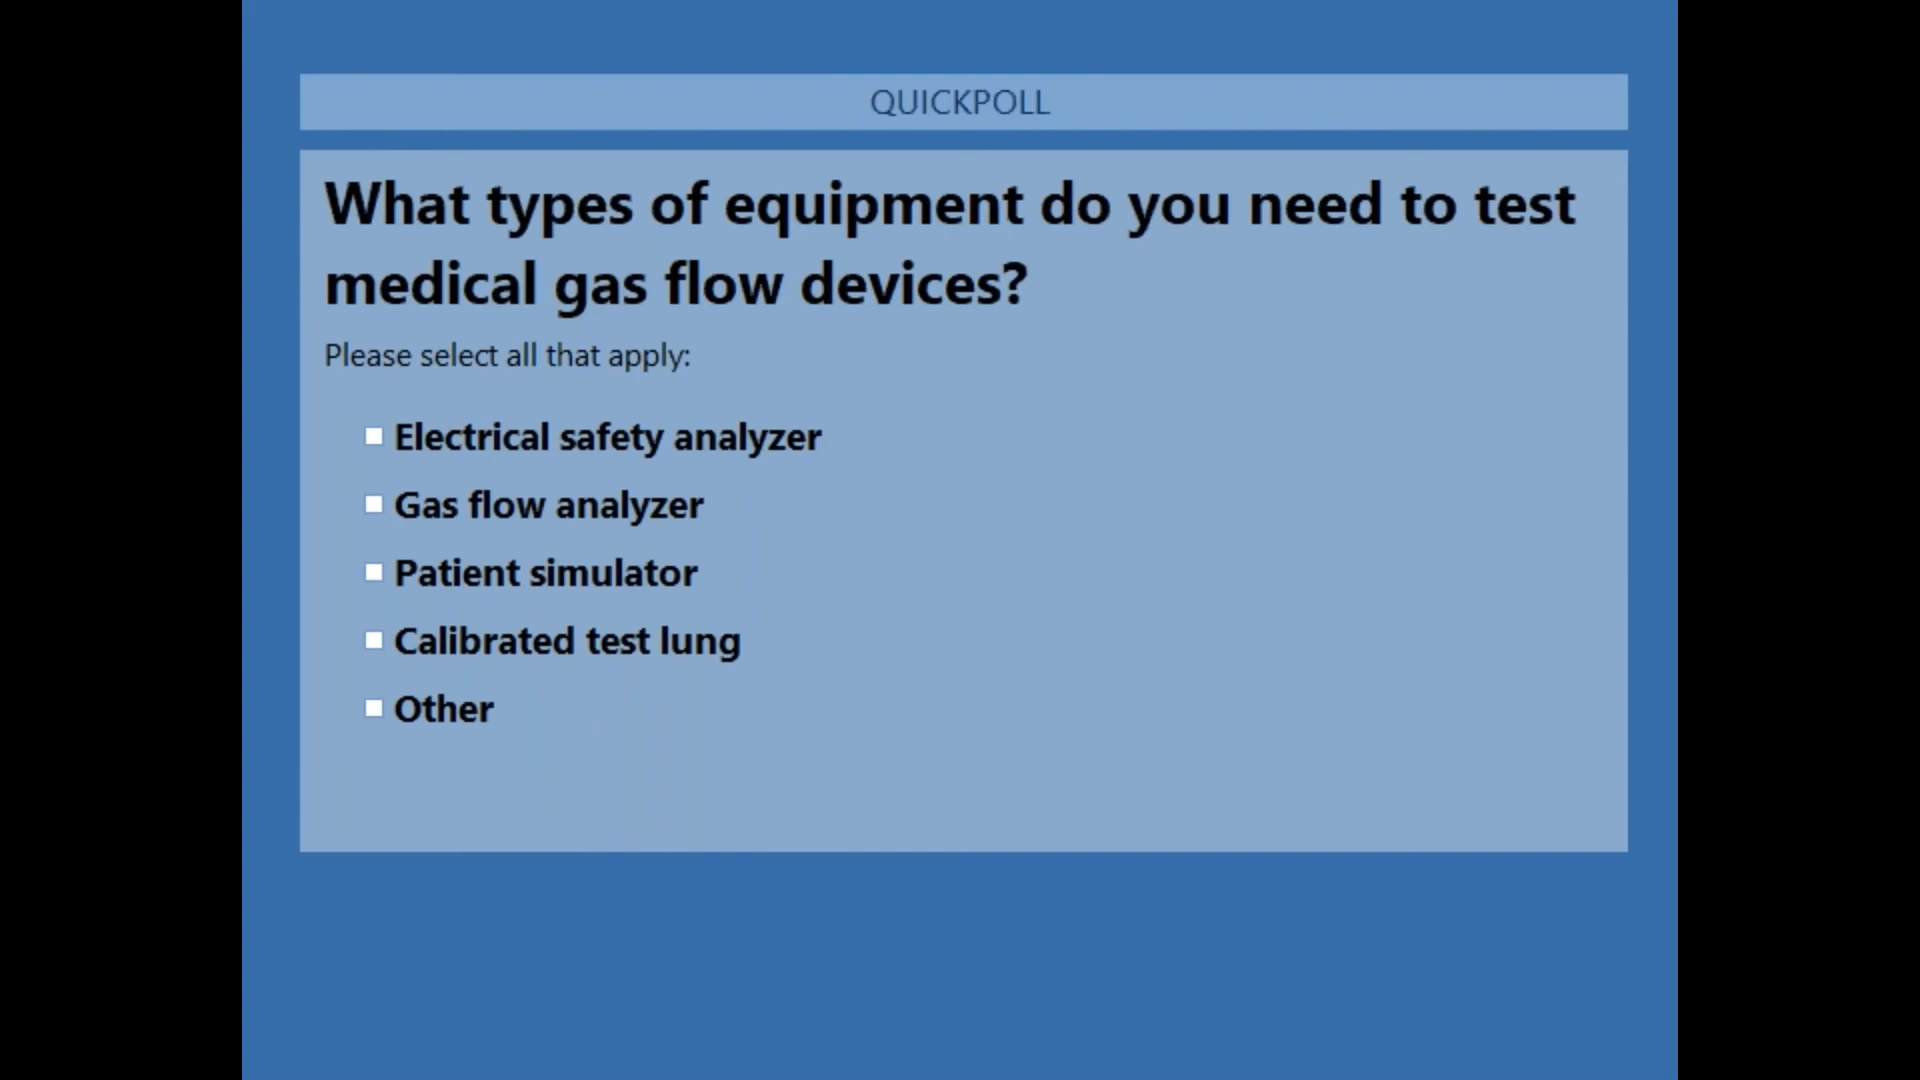 QUICKPOLL
What types of equipment do you need to test
medical gas flow devices?
Please select all that apply:
Electrical safety analyzer
Gas flow analyzer
Patient simulator
Calibrated test lung
Other